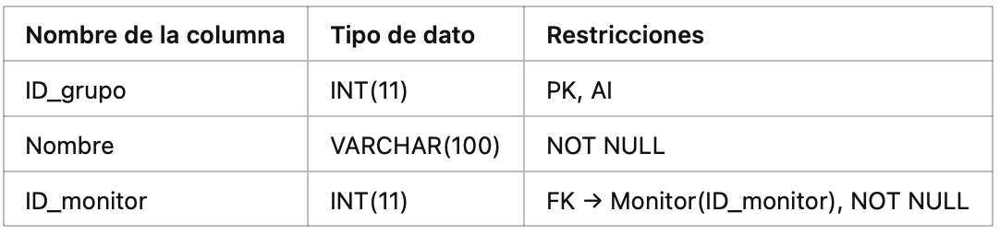 Nombre de la columna Tipo de dato Restricciones
ID_grupo INT(11) PK, AI
Nombre VARCHAR(100) NOT NULL
ID_monitor INT(11) FK → Monitor(ID_monitor), NOT NULL